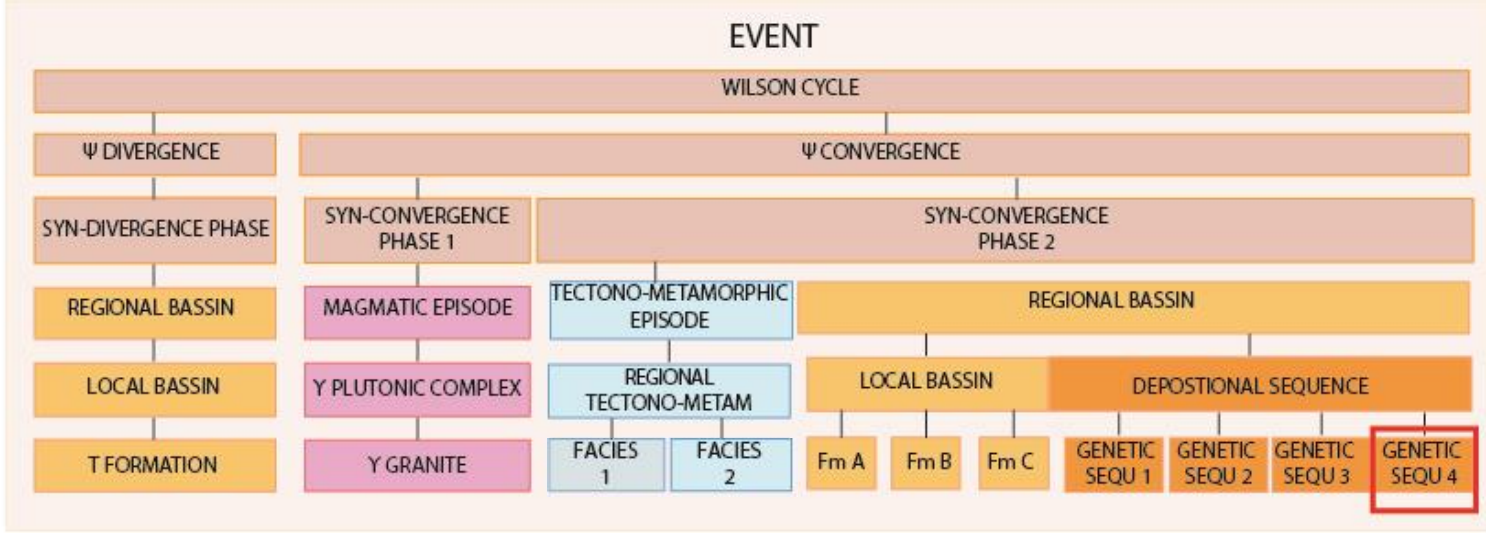 EVENT
WILSON CYCLE
Ψ DIVERGENCE
Ψ CONVERGENCE
SYN-DIVERGENCE PHASE
SYN-CONVERGENCE
PHASE 1
SYN-CONVERGENCE
PHASE 2
REGIONAL BASSIN
MAGMATIC EPISODE
TECTONO-METAMORPHIC
EPISODE
REGIONAL BASSIN
LOCAL BASSIN
Y PLUTONIC COMPLEX
REGIONAL
TECTONO-METAM
LOCAL BASSIN
DEPOSTIONAL SEQUENCE
T FORMATION
Y GRANITE
FACIES
1
FACIES
2
Fm A
Fm B
Fm C
GENETIC
SEQU 1
GENETIC
SEQU 2
GENETIC
SEQU 3
GENETIC
SEQU 4